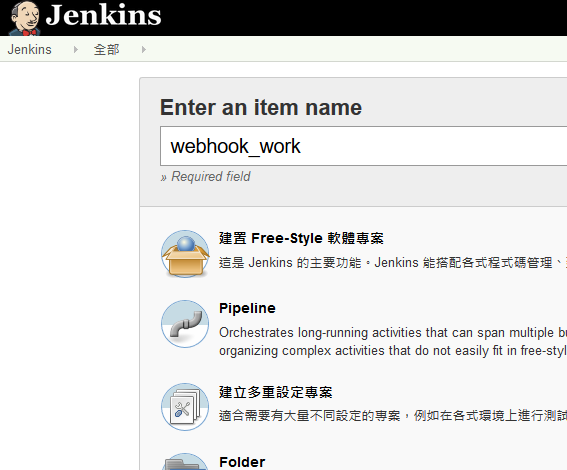 Jenkins
Jenkins 全部
Enter an item name
webhook_work
» Required field
建置 Free-Style 軟體專案
這是 Jenkins 的主要功能。Jenkins 能搭配各式程式碼管理、
Pipeline
Orchestrates long-running activities that can span multiple
organizing complex activities that do not easily fit in free-styl
建立多重設定專案
適合需要有大量不同設定的專案，例如在各式環境上進行測試
Folder